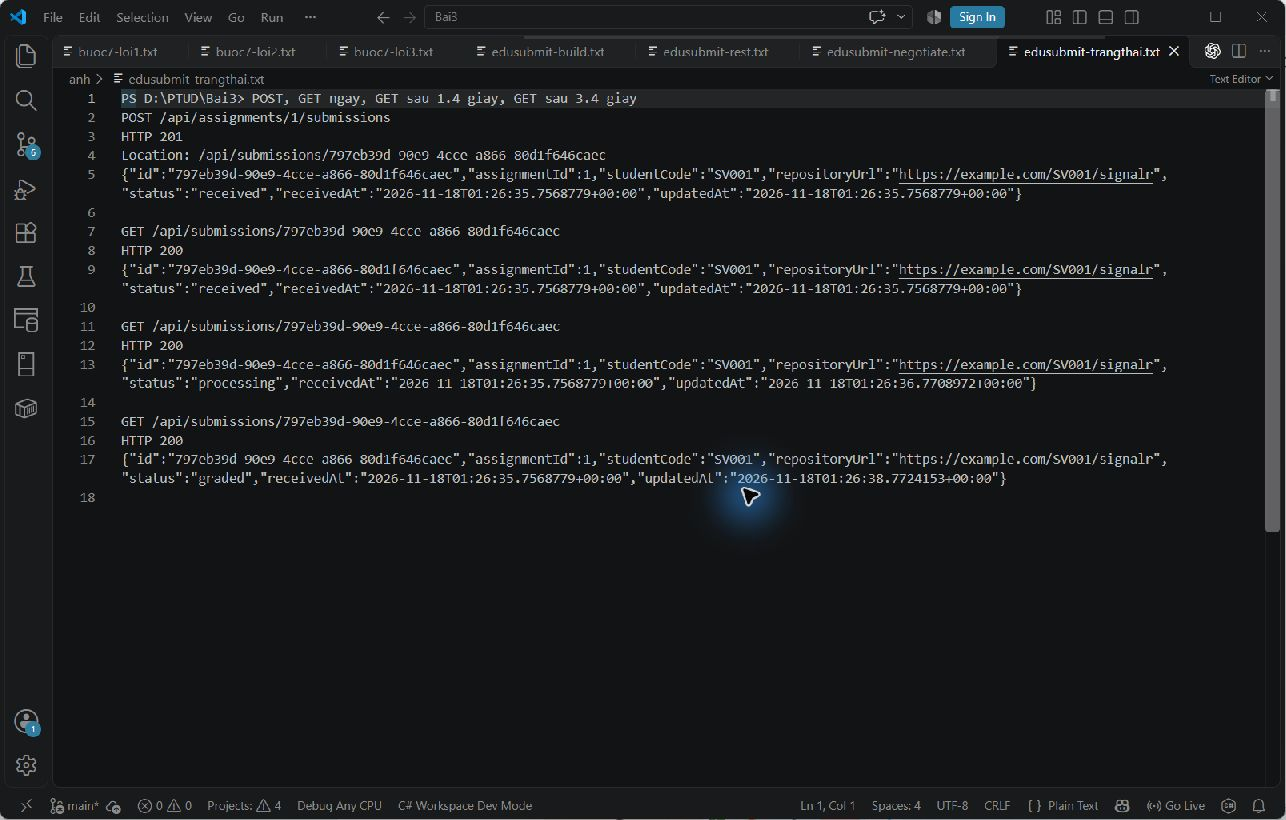 File Edit Selection View Go Run ··· Bai3 Sign In
buoc7-loi1.txt buoc7-loi2.txt buoc7-loi3.txt edusubmit-build.txt edusubmit-rest.txt edusubmit-negotiate.txt edusubmit-trangthai.txt
anh > edusubmit-trangthai.txt Text Editor
1 PS D:\PTUD\Bai3> POST, GET ngay, GET sau 1.4 giay, GET sau 3.4 giay
2 POST /api/assignments/1/submissions
3 HTTP 201
4 Location: /api/submissions/797eb39d-90e9-4cce-a866-80d1f646caec
5 {"id":"797eb39d-90e9-4cce-a866-80d1f646caec","assignmentId":1,"studentCode":"SV001","repositoryUrl":"https://example.com/SV001/signalr",
"status":"received","receivedAt":"2026-11-18T01:26:35.7568779+00:00","updatedAt":"2026-11-18T01:26:35.7568779+00:00"}
6
7 GET /api/submissions/797eb39d-90e9-4cce-a866-80d1f646caec
8 HTTP 200
9 {"id":"797eb39d-90e9-4cce-a866-80d1f646caec","assignmentId":1,"studentCode":"SV001","repositoryUrl":"https://example.com/SV001/signalr",
"status":"received","receivedAt":"2026-11-18T01:26:35.7568779+00:00","updatedAt":"2026-11-18T01:26:35.7568779+00:00"}
10
11 GET /api/submissions/797eb39d-90e9-4cce-a866-80d1f646caec
12 HTTP 200
13 {"id":"797eb39d-90e9-4cce-a866-80d1f646caec","assignmentId":1,"studentCode":"SV001","repositoryUrl":"https://example.com/SV001/signalr",
"status":"processing","receivedAt":"2026-11-18T01:26:35.7568779+00:00","updatedAt":"2026-11-18T01:26:36.7708972+00:00"}
14
15 GET /api/submissions/797eb39d-90e9-4cce-a866-80d1f646caec
16 HTTP 200
17 {"id":"797eb39d-90e9-4cce-a866-80d1f646caec","assignmentId":1,"studentCode":"SV001","repositoryUrl":"https://example.com/SV001/signalr",
"status":"graded","receivedAt":"2026-11-18T01:26:35.7568779+00:00","updatedAt":"2026-11-18T01:26:38.7724153+00:00"}
18
5
1
main* 0 0 Projects: 4 Debug Any CPU C# Workspace Dev Mode Ln 1, Col 1 Spaces: 4 UTF-8 CRLF { } Plain Text Go Live